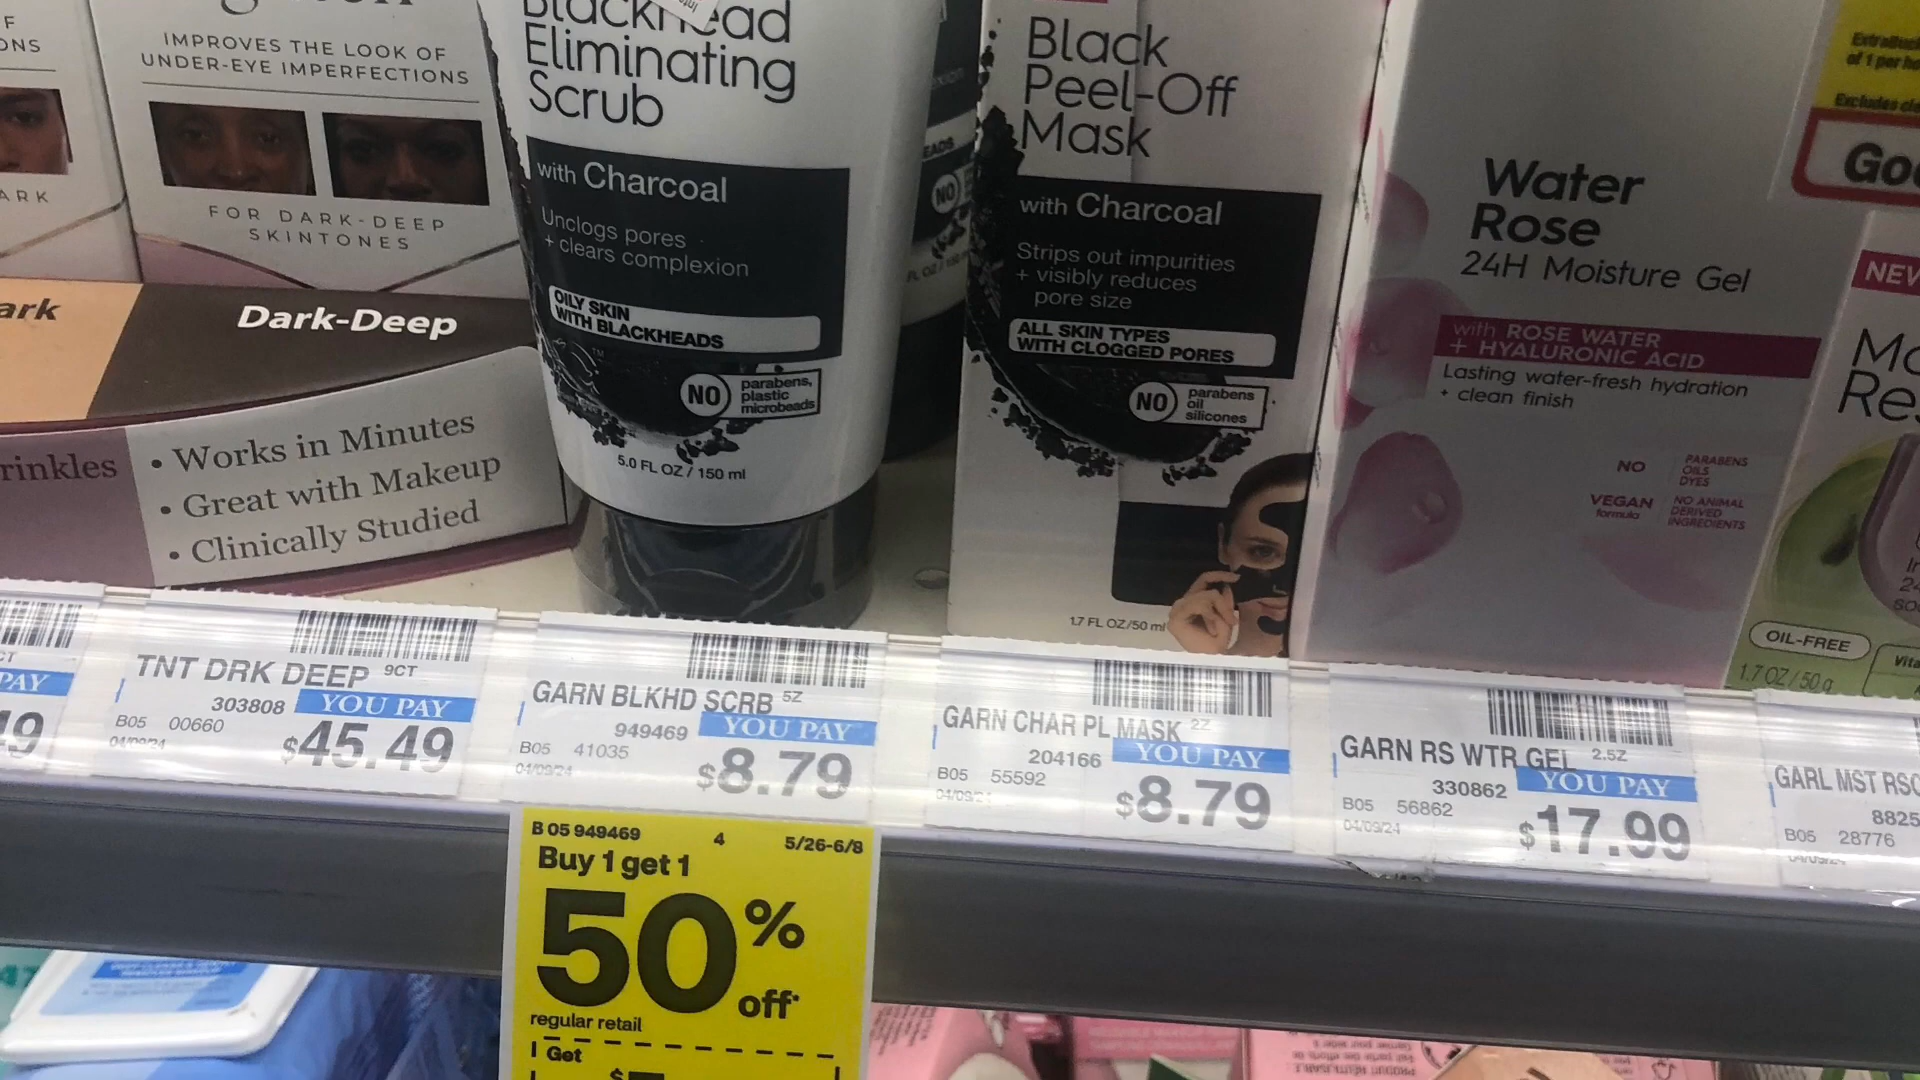 IMPROVES THE LOOK OF
UNDER-EYE IMPERFECTIONS
FOR DARK-DEEP
SKINTONES
Dark-Deep
• Works in Minutes
• Great with Makeup
• Clinically Studied
Blackhead
Eliminating
Scrub
with Charcoal
Unclogs pores
+ clears complexion
OILY SKIN
WITH BLACKHEADS
NO
parabens,
plastic
microbeads
5.0 FL OZ / 150 ml
Black
Peel-Off
Mask
with Charcoal
Strips out impurities
+ visibly reduces
pore size
ALL SKIN TYPES
WITH CLOGGED PORES
NO
parabens
oil
silicones
1.7 FL OZ/50 ml
Water
Rose
24H Moisture Gel
with ROSE WATER
+ HYALURONIC ACID
Lasting water-fresh hydration
+ clean finish
NO
PARABENS
OILS
DYES
VEGAN
formula
NO ANIMAL
DERIVED
INGREDIENTS
OIL-FREE
1.7 OZ / 50 g
PAY
TNT DRK DEEP 9CT
303808 YOU PAY
B05 00660
04/09/24
$45.49
GARN BLKHD SCRB 5Z
949469 YOU PAY
B05 41035
04/09/24
$8.79
GARN CHAR PL MASK 2Z
204166 YOU PAY
B05 55592
$8.79
GARN RS WTR GEL 2.5Z
330862 YOU PAY
B05 56862
04/09/24
$17.99
GARL MST RSC
B05 28776
B 05 949469 4 5/26-6/8
Buy 1 get 1
50%
off*
regular retail
Get